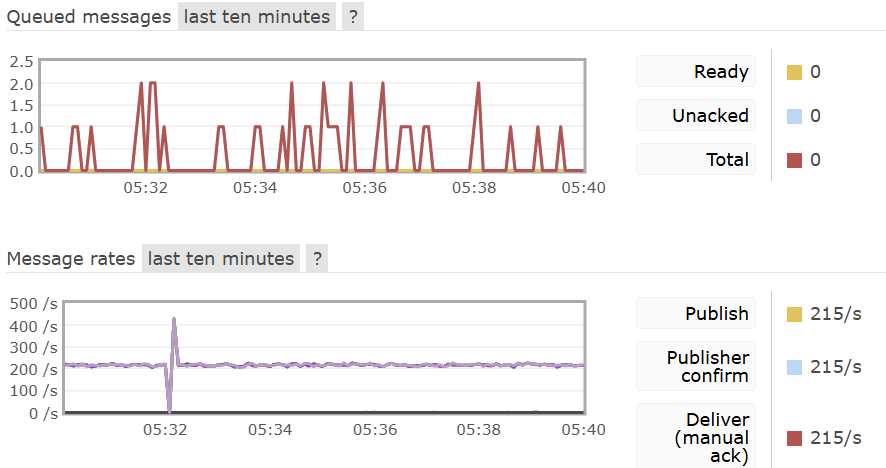 Queued messages last ten minutes ?
2.5
2.0
1.5
1.0
0.5
0.0
05:32 05:34 05:36 05:38 05:40
Ready 0
Unacked 0
Total 0
Message rates last ten minutes ?
500 /s
400 /s
300 /s
200 /s
100 /s
0 /s
05:32 05:34 05:36 05:38 05:40
Publish 215/s
Publisher
confirm 215/s
Deliver
(manual
ack) 215/s